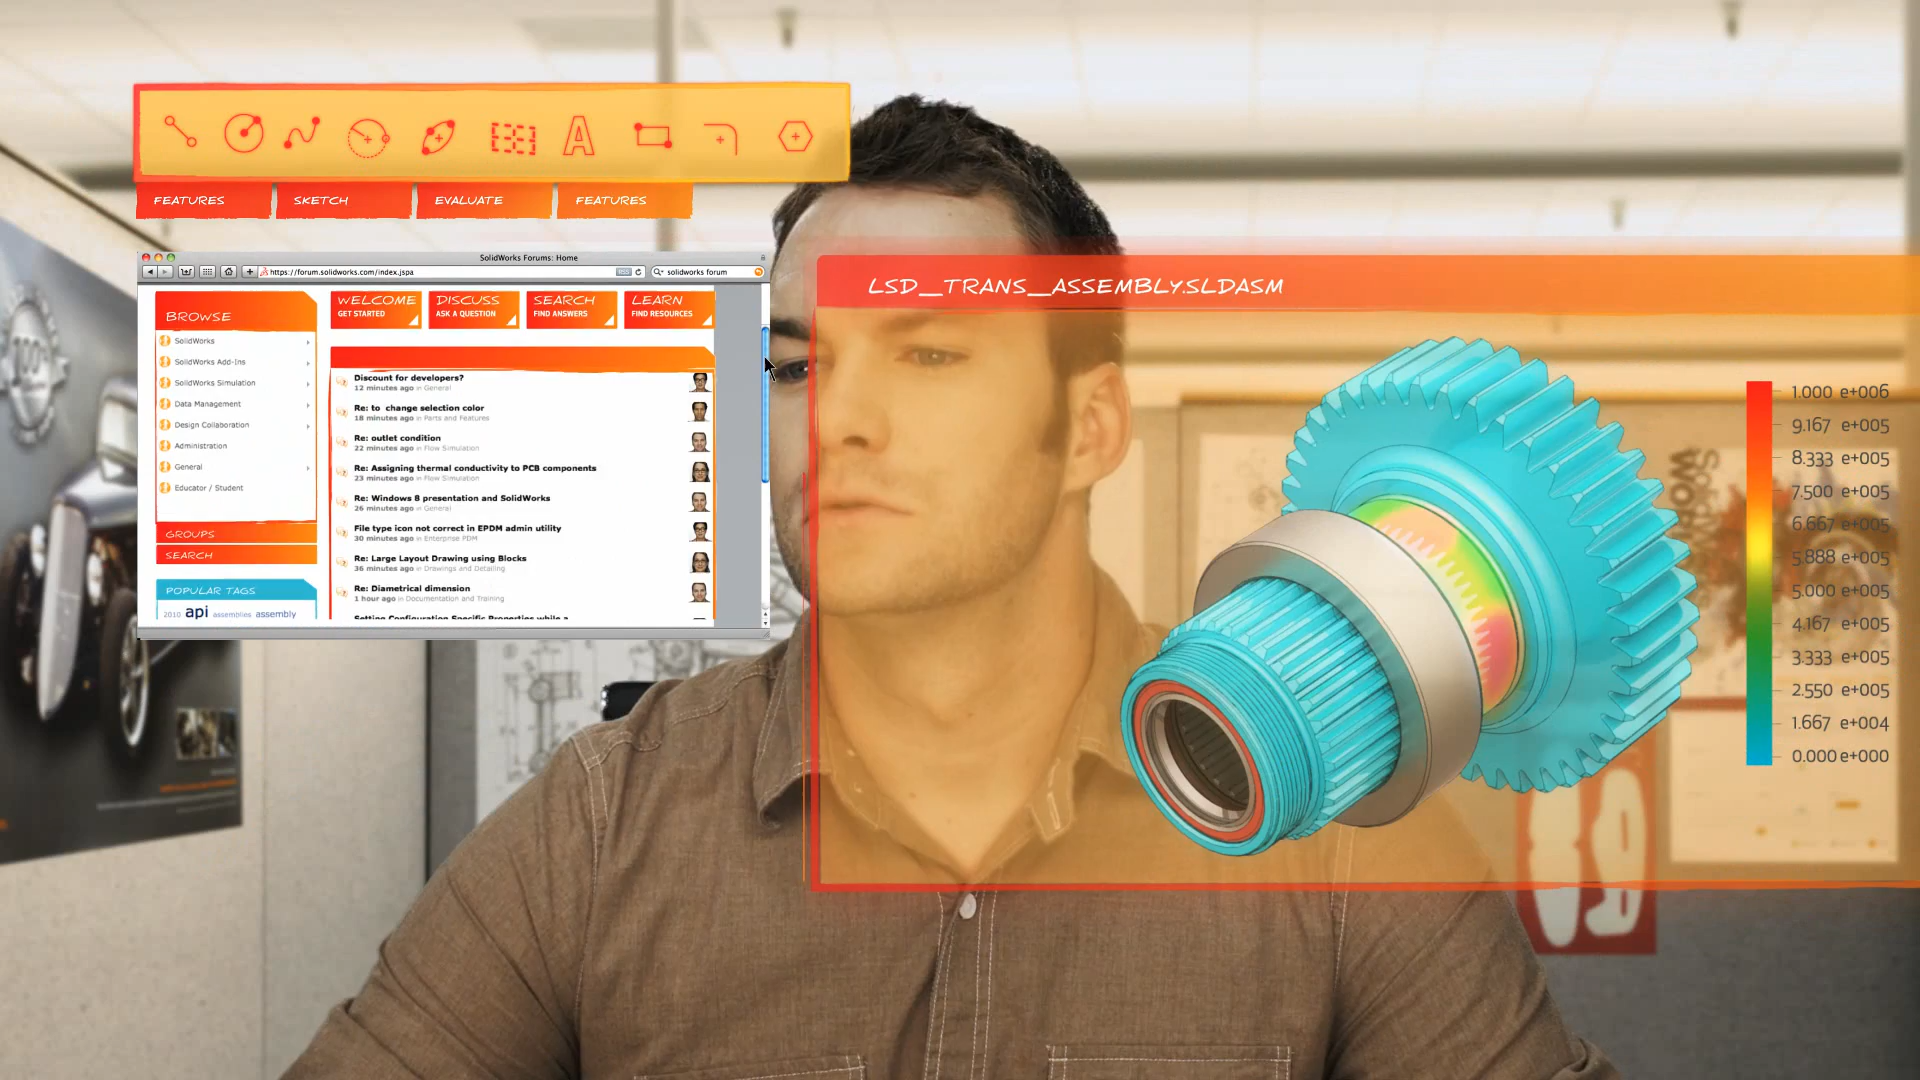 A
FEATURES
SKETCH
EVALUATE
FEATURES
SolidWorks Forums: Home
https://forum.solidworks.com/index.jspa
RSS
solidworks forum
BROWSE
SolidWorks
SolidWorks Add-Ins
SolidWorks Simulation
Data Management
Design Collaboration
Administration
General
Educator / Student
GROUPS
SEARCH
POPULAR TAGS
2010 api assemblies assembly
WELCOME
GET STARTED
DISCUSS
ASK A QUESTION
SEARCH
FIND ANSWERS
LEARN
FIND RESOURCES
Discount for developers?
12 minutes ago in General
Re: to change selection color
18 minutes ago in Parts and Features
Re: outlet condition
22 minutes ago in Flow Simulation
Re: Assigning thermal conductivity to PCB components
23 minutes ago in Flow Simulation
Re: Windows 8 presentation and SolidWorks
26 minutes ago in General
File type icon not correct in EPDM admin utility
30 minutes ago in Enterprise PDM
Re: Large Layout Drawing using Blocks
36 minutes ago in Drawings and Detailing
Re: Diametrical dimension
1 hour ago in Documentation and Training
Setting Configuration Specific Properties while a
LSD_TRANS_ASSEMBLY.SLDASM
1.000 e+006
9.167 e+005
8.333 e+005
7.500 e+005
6.667 e+005
5.888 e+005
5.000 e+005
4.167 e+005
3.333 e+005
2.550 e+005
1.667 e+004
0.000 e+000